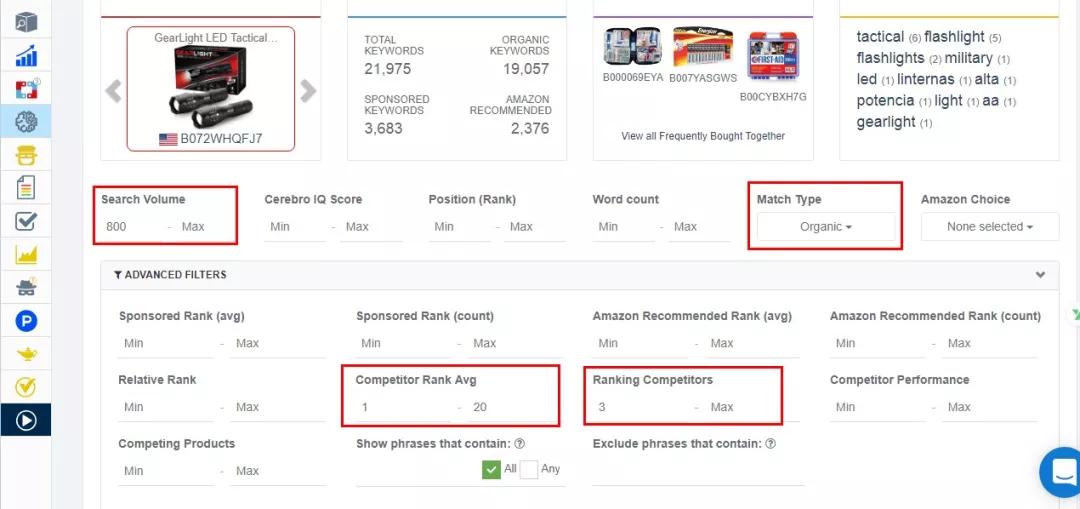 GearLight LED Tactical...
B072WHQFJ7
TOTAL KEYWORDS
21,975
ORGANIC KEYWORDS
19,057
SPONSORED KEYWORDS
3,683
AMAZON RECOMMENDED
2,376
B000069EYA
B007YASGWS
B00CYBXH7G
View all Frequently Bought Together
tactical (6) flashlight (5)
flashlights (2) military (1)
led (1) linternas (1) alta (1)
potencia (1) light (1) aa (1)
gearlight (1)
Search Volume
800 - Max
Cerebro IQ Score
Min - Max
Position (Rank)
Min - Max
Word count
Min - Max
Match Type
Organic
Amazon Choice
None selected
ADVANCED FILTERS
Sponsored Rank (avg)
Min - Max
Sponsored Rank (count)
Min - Max
Amazon Recommended Rank (avg)
Min - Max
Amazon Recommended Rank (count)
Min - Max
Relative Rank
Min - Max
Competitor Rank Avg
1 - 20
Ranking Competitors
3 - Max
Competitor Performance
Min - Max
Competing Products
Min - Max
Show phrases that contain:
All Any
Exclude phrases that contain: